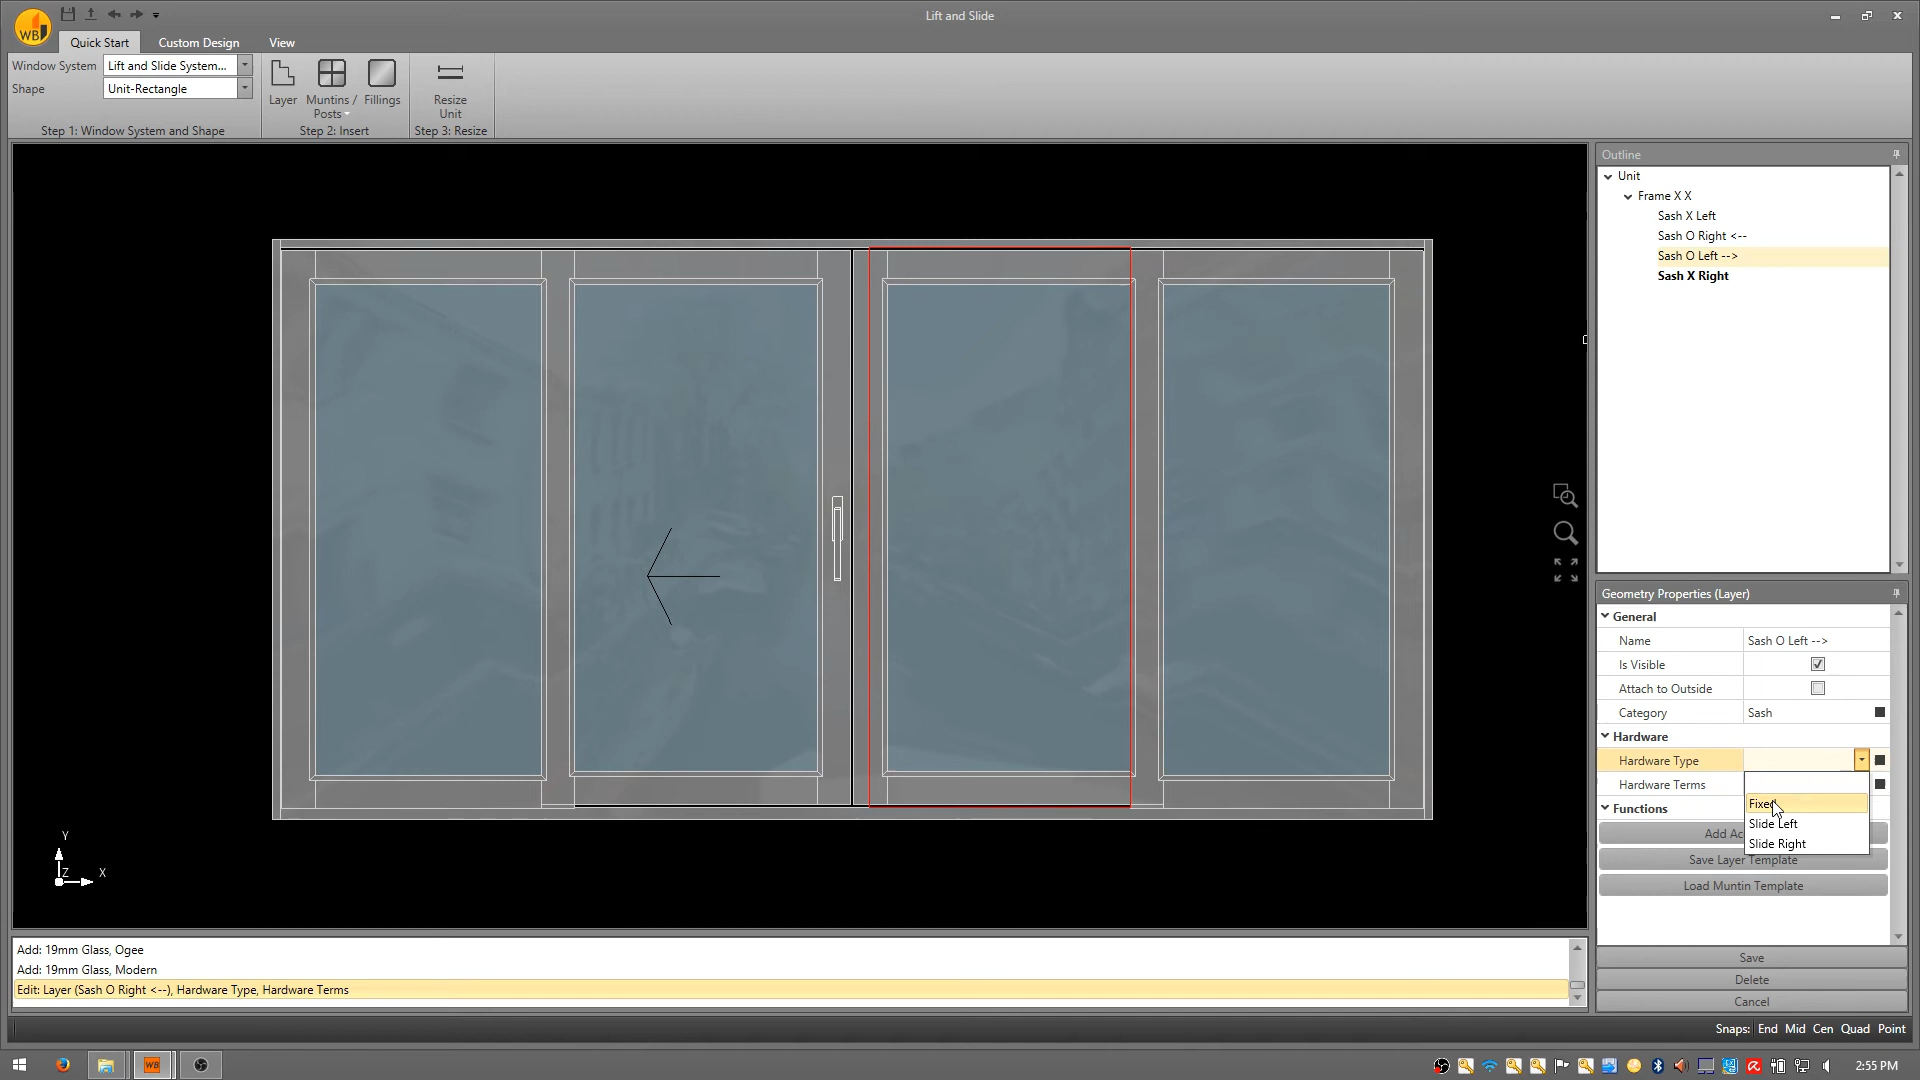 Lift and Slide
WB
Quick Start Custom Design View
Window System Lift and Slide System...
Shape Unit-Rectangle
Layer Muntins / Posts Fillings Resize Unit
Step 1: Window System and Shape Step 2: Insert Step 3: Resize
Outline
Unit
Frame X X
Sash X Left
Sash O Right <--
Sash O Left -->
Sash X Right
Geometry Properties (Layer)
General
Name Sash O Left -->
Is Visible
Attach to Outside
Category Sash
Hardware
Hardware Type
Hardware Terms
Fixed
Slide Left
Slide Right
Functions
Save Layer Template
Load Muntin Template
Save
Delete
Cancel
Y
Z X
Add: 19mm Glass, Ogee
Add: 19mm Glass, Modern
Edit: Layer (Sash O Right <--), Hardware Type, Hardware Terms
Snaps: End Mid Cen Quad Point
WB
2:55 PM